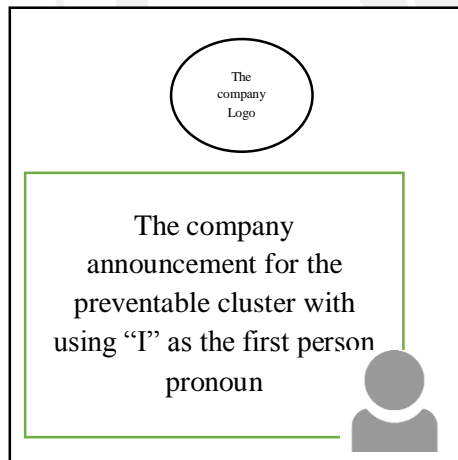 The
company
Logo
The company
announcement for the
preventable cluster with
using “I” as the first person
pronoun